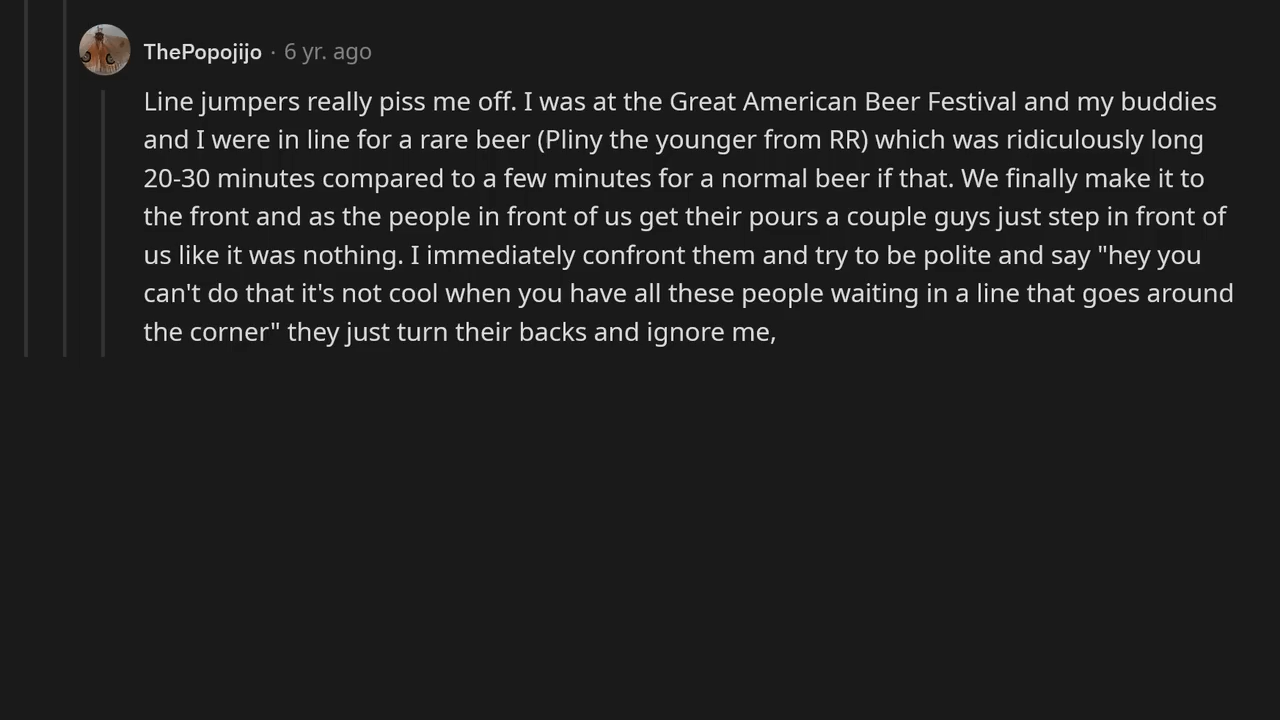 ThePopojijo · 6 yr. ago
Line jumpers really piss me off. I was at the Great American Beer Festival and my buddies
and I were in line for a rare beer (Pliny the younger from RR) which was ridiculously long
20-30 minutes compared to a few minutes for a normal beer if that. We finally make it to
the front and as the people in front of us get their pours a couple guys just step in front of
us like it was nothing. I immediately confront them and try to be polite and say "hey you
can't do that it's not cool when you have all these people waiting in a line that goes around
the corner" they just turn their backs and ignore me,